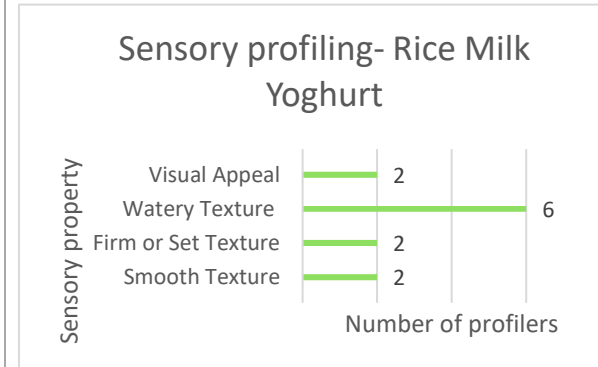 Sensory profiling- Rice Milk
Yoghurt
Sensory property
Visual Appeal 2
Watery Texture 6
Firm or Set Texture 2
Smooth Texture 2
Number of profilers